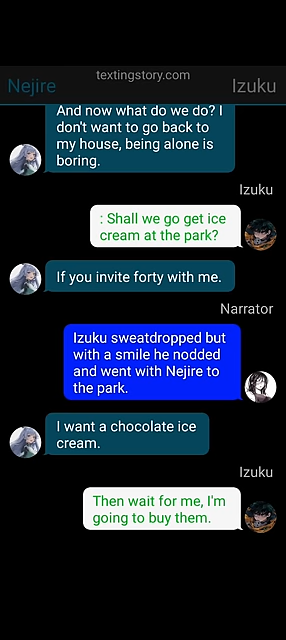 textingstory.com
Nejire
Izuku
And now what do we do? I
don't want to go back to
my house, being alone is
boring.
Izuku
: Shall we go get ice
cream at the park?
If you invite forty with me.
Narrator
Izuku sweatdropped but
with a smile he nodded
and went with Nejire to
the park.
I want a chocolate ice
cream.
Izuku
Then wait for me, I'm
going to buy them.